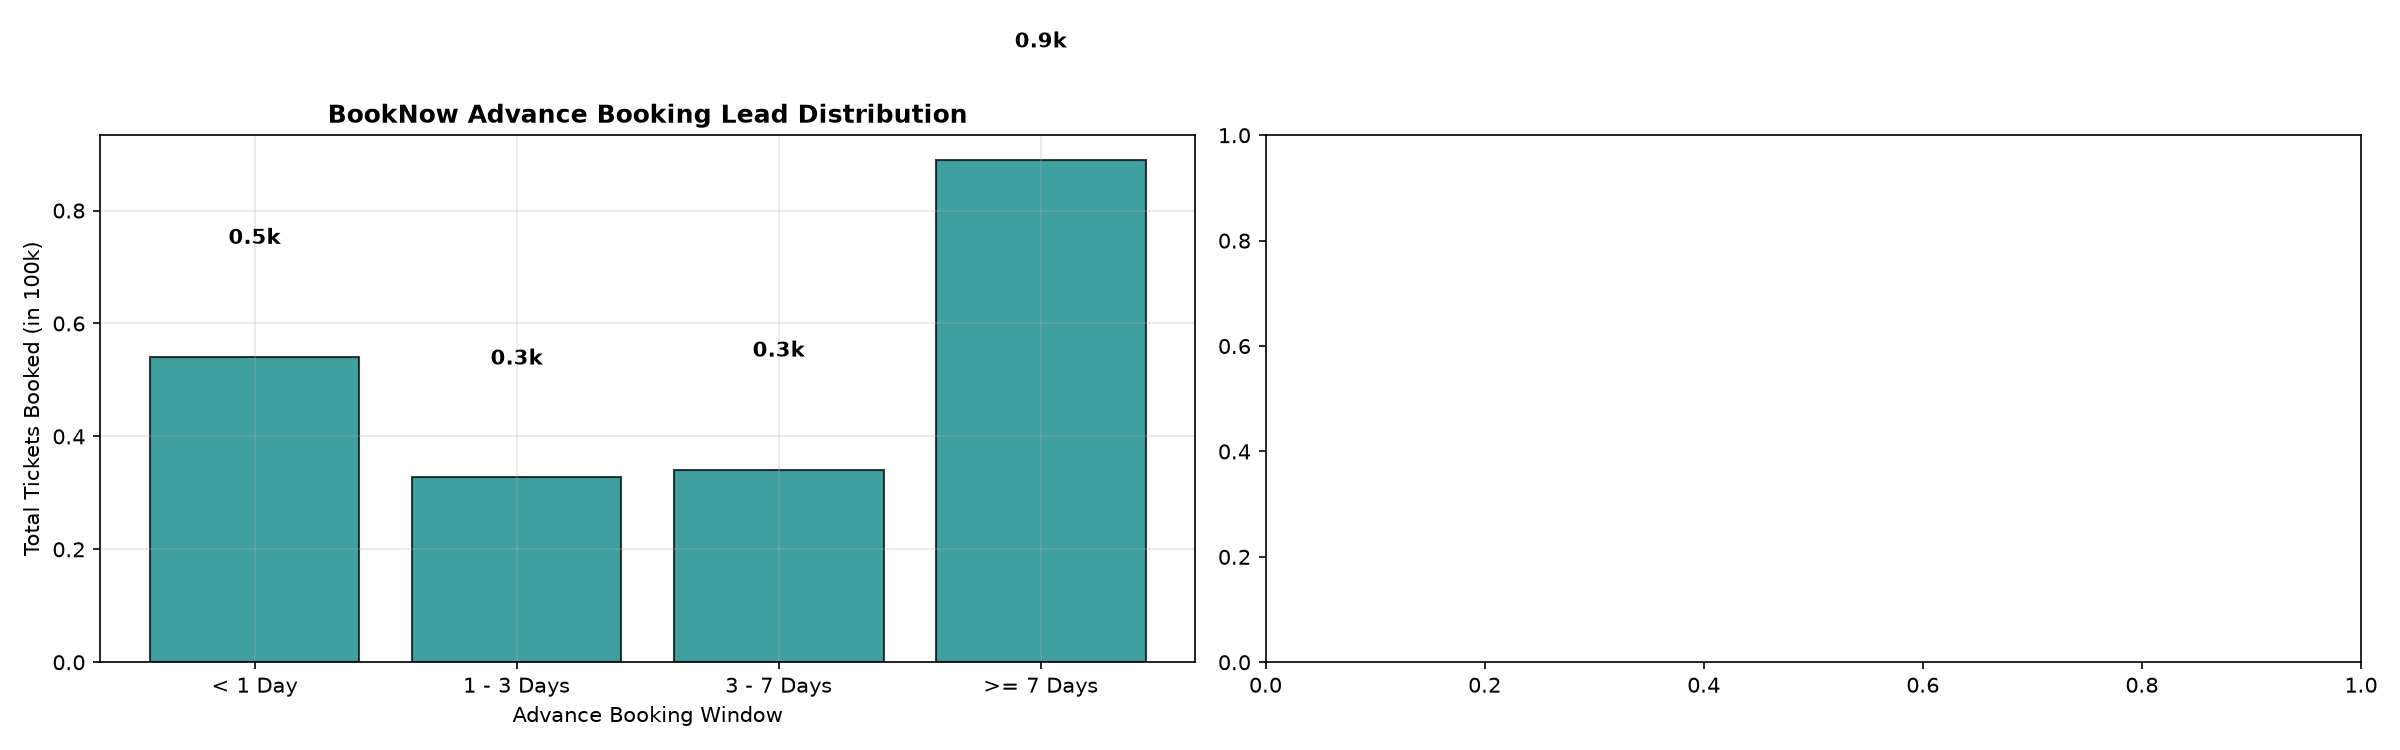 0.9k
BookNow Advance Booking Lead Distribution
Total Tickets Booked (in 100k)
0.8
0.6
0.4
0.2
0.0
0.5k
0.3k
0.3k
< 1 Day
1 - 3 Days
3 - 7 Days
>= 7 Days
Advance Booking Window
1.0
0.8
0.6
0.4
0.2
0.0
0.0
0.2
0.4
0.6
0.8
1.0